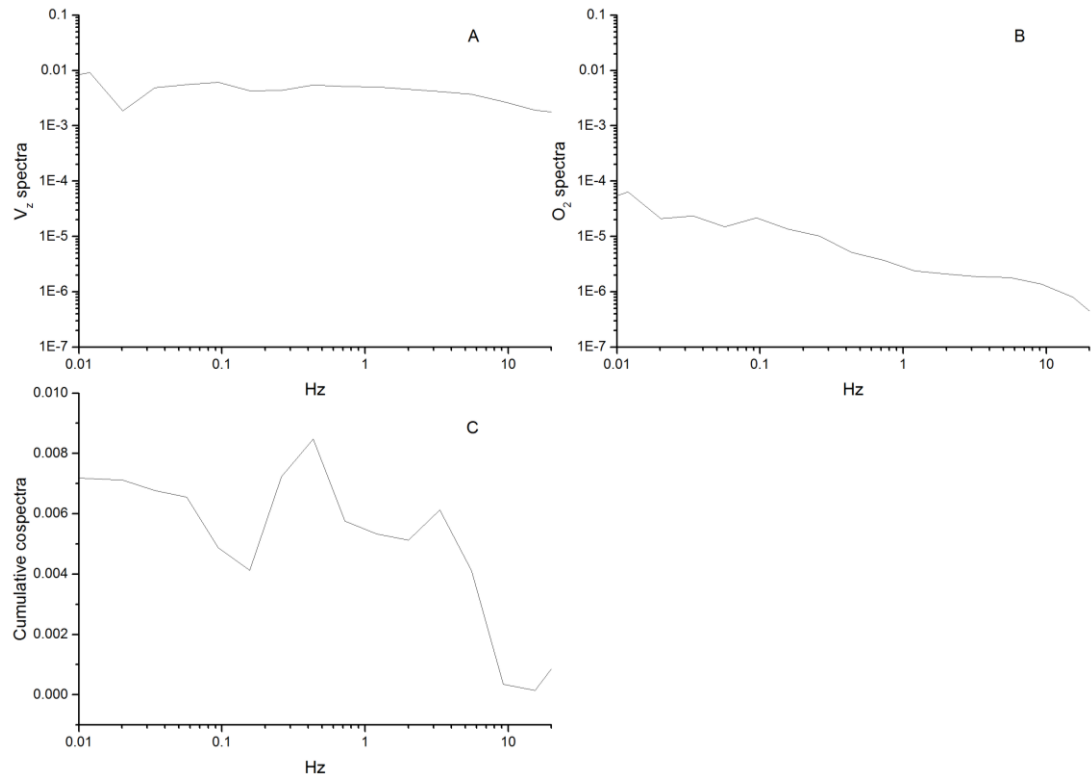 A
0.1
0.01
1E-3
1E-4
1E-5
1E-6
1E-7
V_z spectra
0.01
0.1
1
10
Hz
B
0.1
0.01
1E-3
1E-4
1E-5
1E-6
1E-7
O_2 spectra
0.01
0.1
1
10
Hz
C
0.010
0.008
0.006
0.004
0.002
0.000
Cumulative cospectra
0.01
0.1
1
10
Hz